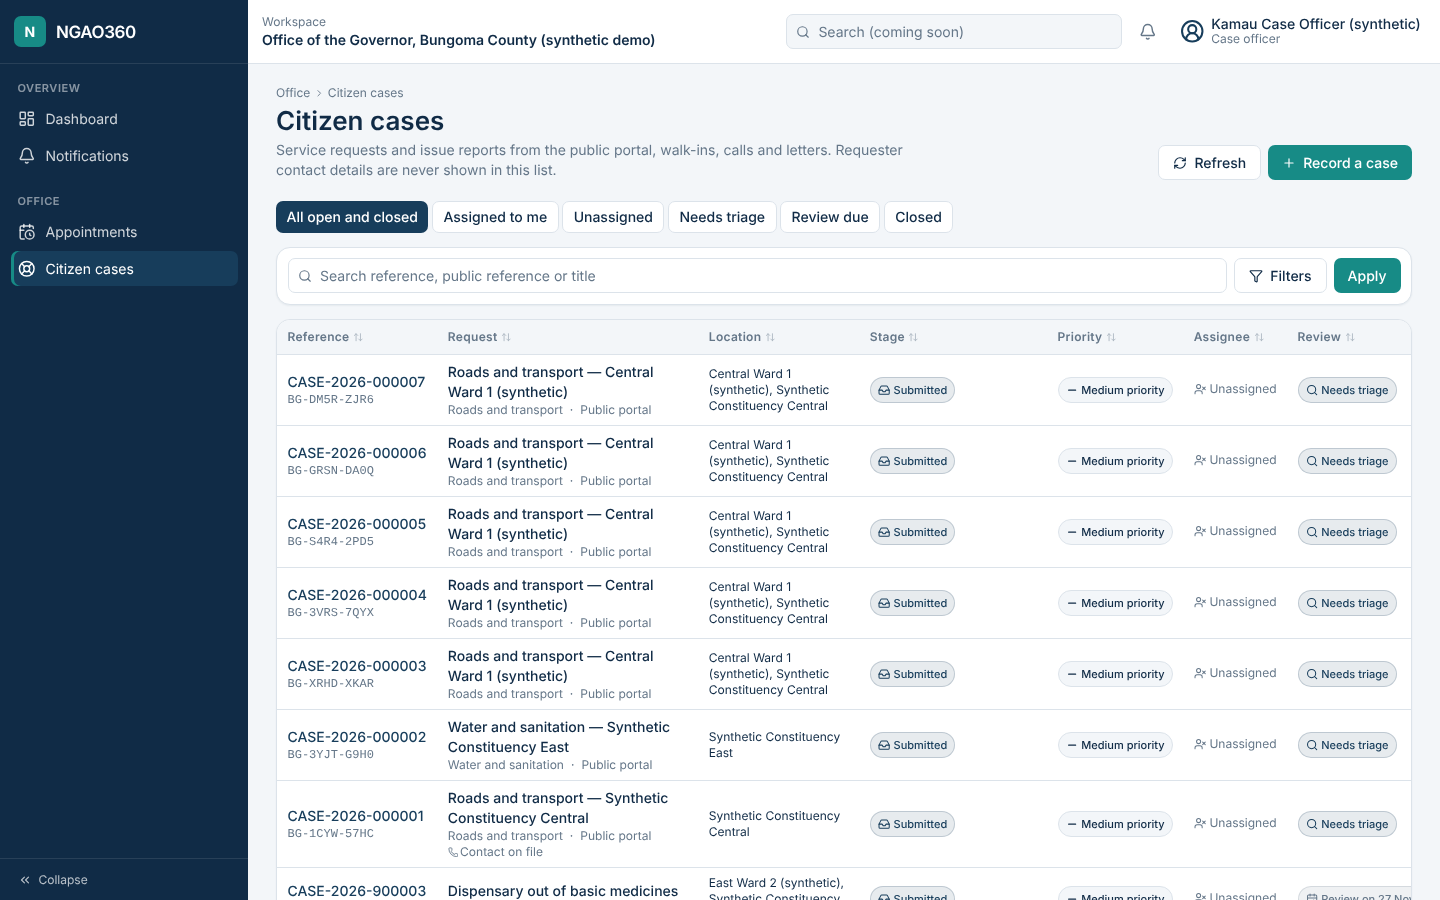 N NGAO360
Workspace
Office of the Governor, Bungoma County (synthetic demo)
Search (coming soon)
Kamau Case Officer (synthetic)
Case officer
OVERVIEW
Dashboard
Notifications
OFFICE
Appointments
Citizen cases
Collapse
Office › Citizen cases
Citizen cases
Service requests and issue reports from the public portal, walk-ins, calls and letters. Requester
contact details are never shown in this list.
Refresh
+ Record a case
All open and closed Assigned to me Unassigned Needs triage Review due Closed
Search reference, public reference or title
Filters
Apply
Reference Request Location Stage Priority Assignee Review
CASE-2026-000007
BG-DM5R-ZJR6
Roads and transport — Central
Ward 1 (synthetic)
Roads and transport · Public portal
Central Ward 1
(synthetic), Synthetic
Constituency Central
Submitted
Medium priority
Unassigned
Needs triage
CASE-2026-000006
BG-GRSN-DA0Q
Roads and transport — Central
Ward 1 (synthetic)
Roads and transport · Public portal
Central Ward 1
(synthetic), Synthetic
Constituency Central
Submitted
Medium priority
Unassigned
Needs triage
CASE-2026-000005
BG-S4R4-2PD5
Roads and transport — Central
Ward 1 (synthetic)
Roads and transport · Public portal
Central Ward 1
(synthetic), Synthetic
Constituency Central
Submitted
Medium priority
Unassigned
Needs triage
CASE-2026-000004
BG-3VRS-7QYX
Roads and transport — Central
Ward 1 (synthetic)
Roads and transport · Public portal
Central Ward 1
(synthetic), Synthetic
Constituency Central
Submitted
Medium priority
Unassigned
Needs triage
CASE-2026-000003
BG-XRHD-XKAR
Roads and transport — Central
Ward 1 (synthetic)
Roads and transport · Public portal
Central Ward 1
(synthetic), Synthetic
Constituency Central
Submitted
Medium priority
Unassigned
Needs triage
CASE-2026-000002
BG-3YJT-G9H0
Water and sanitation — Synthetic
Constituency East
Water and sanitation · Public portal
Synthetic Constituency
East
Submitted
Medium priority
Unassigned
Needs triage
CASE-2026-000001
BG-1CYW-57HC
Roads and transport — Synthetic
Constituency Central
Roads and transport · Public portal
Contact on file
Synthetic Constituency
Central
Submitted
Medium priority
Unassigned
Needs triage
CASE-2026-900003
Dispensary out of basic medicines
East Ward 2 (synthetic),
Synthetic Constituency
Submitted
Medium priority
Unassigned
Review on 27 Nov